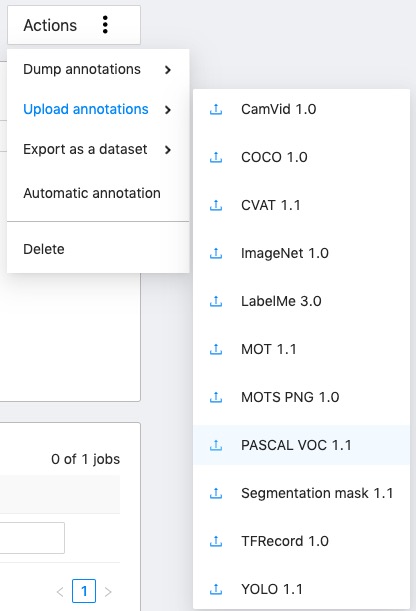 Actions
Dump annotations
Upload annotations
Export as a dataset
Automatic annotation
Delete
CamVid 1.0
COCO 1.0
CVAT 1.1
ImageNet 1.0
LabelMe 3.0
MOT 1.1
MOTS PNG 1.0
PASCAL VOC 1.1
Segmentation mask 1.1
TFRecord 1.0
YOLO 1.1
0 of 1 jobs
1